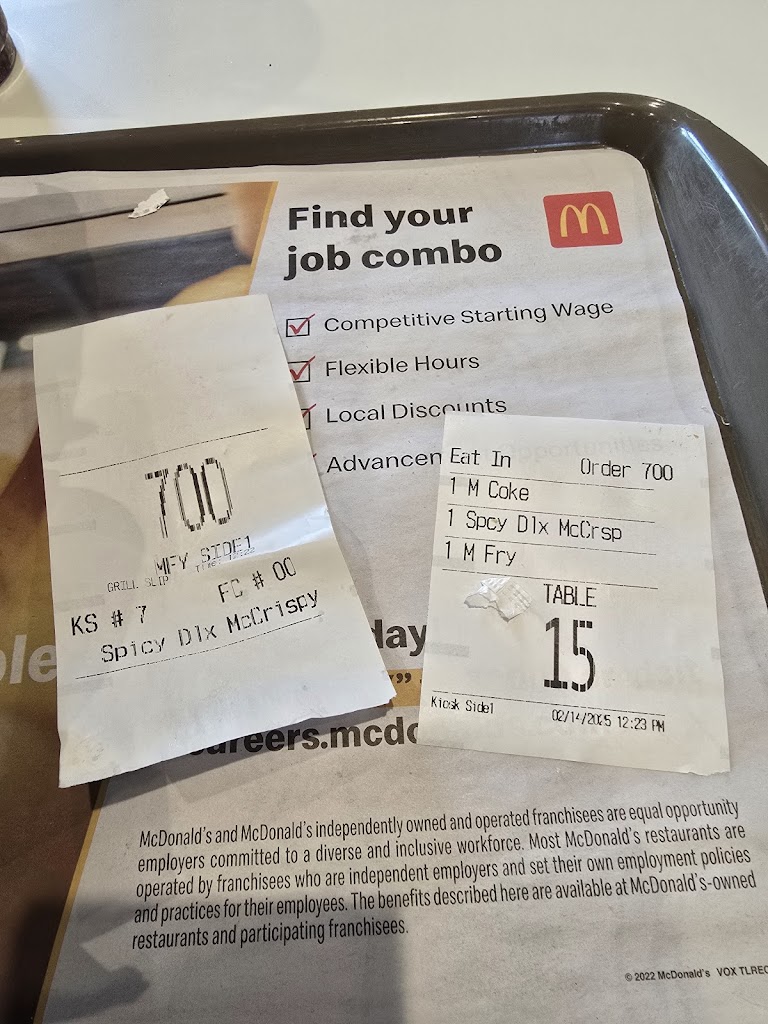 Find your
job combo
Competitive Starting Wage
Flexible Hours
Local Discounts
Advancem
700
MFY SIDE1
GRILL SLIP
KS # 7 FC # 00
Spicy Dlx McCrispy
Eat In Order 700
1 M Coke
1 Spcy Dlx McCrsp
1 M Fry
TABLE
15
Kiosk Side1 02/14/2025 12:23 PM
day
”
careers.mcdo
McDonald's and McDonald's independently owned and operated franchisees are equal opportunity
employers committed to a diverse and inclusive workforce. Most McDonald's restaurants are
operated by franchisees who are independent employers and set their own employment policies
and practices for their employees. The benefits described here are available at McDonald's-owned
restaurants and participating franchisees.
© 2022 McDonald's VOX TLREC